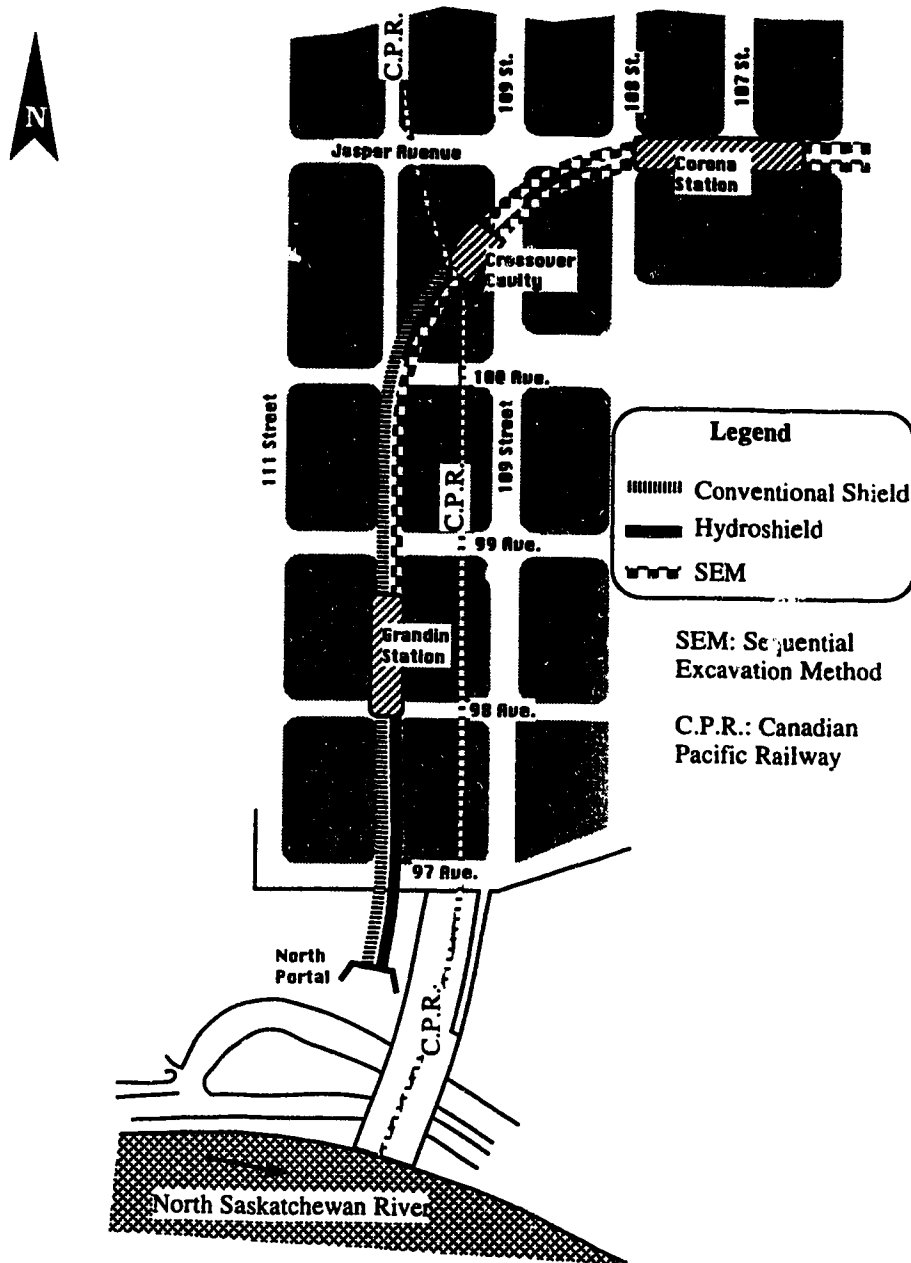 N
C.P.R.
109 St.
108 St.
107 St.
Jasper Avenue
Corona
Station
Crossover
Cavity
100 Ave.
111 Street
109 Street
C.P.R.
99 Ave.
Grandin
Station
98 Ave.
97 Ave.
North
Portal
C.P.R.
North Saskatchewan River
Legend
Conventional Shield
Hydroshield
SEM
SEM: Sequential
Excavation Method
C.P.R.: Canadian
Pacific Railway